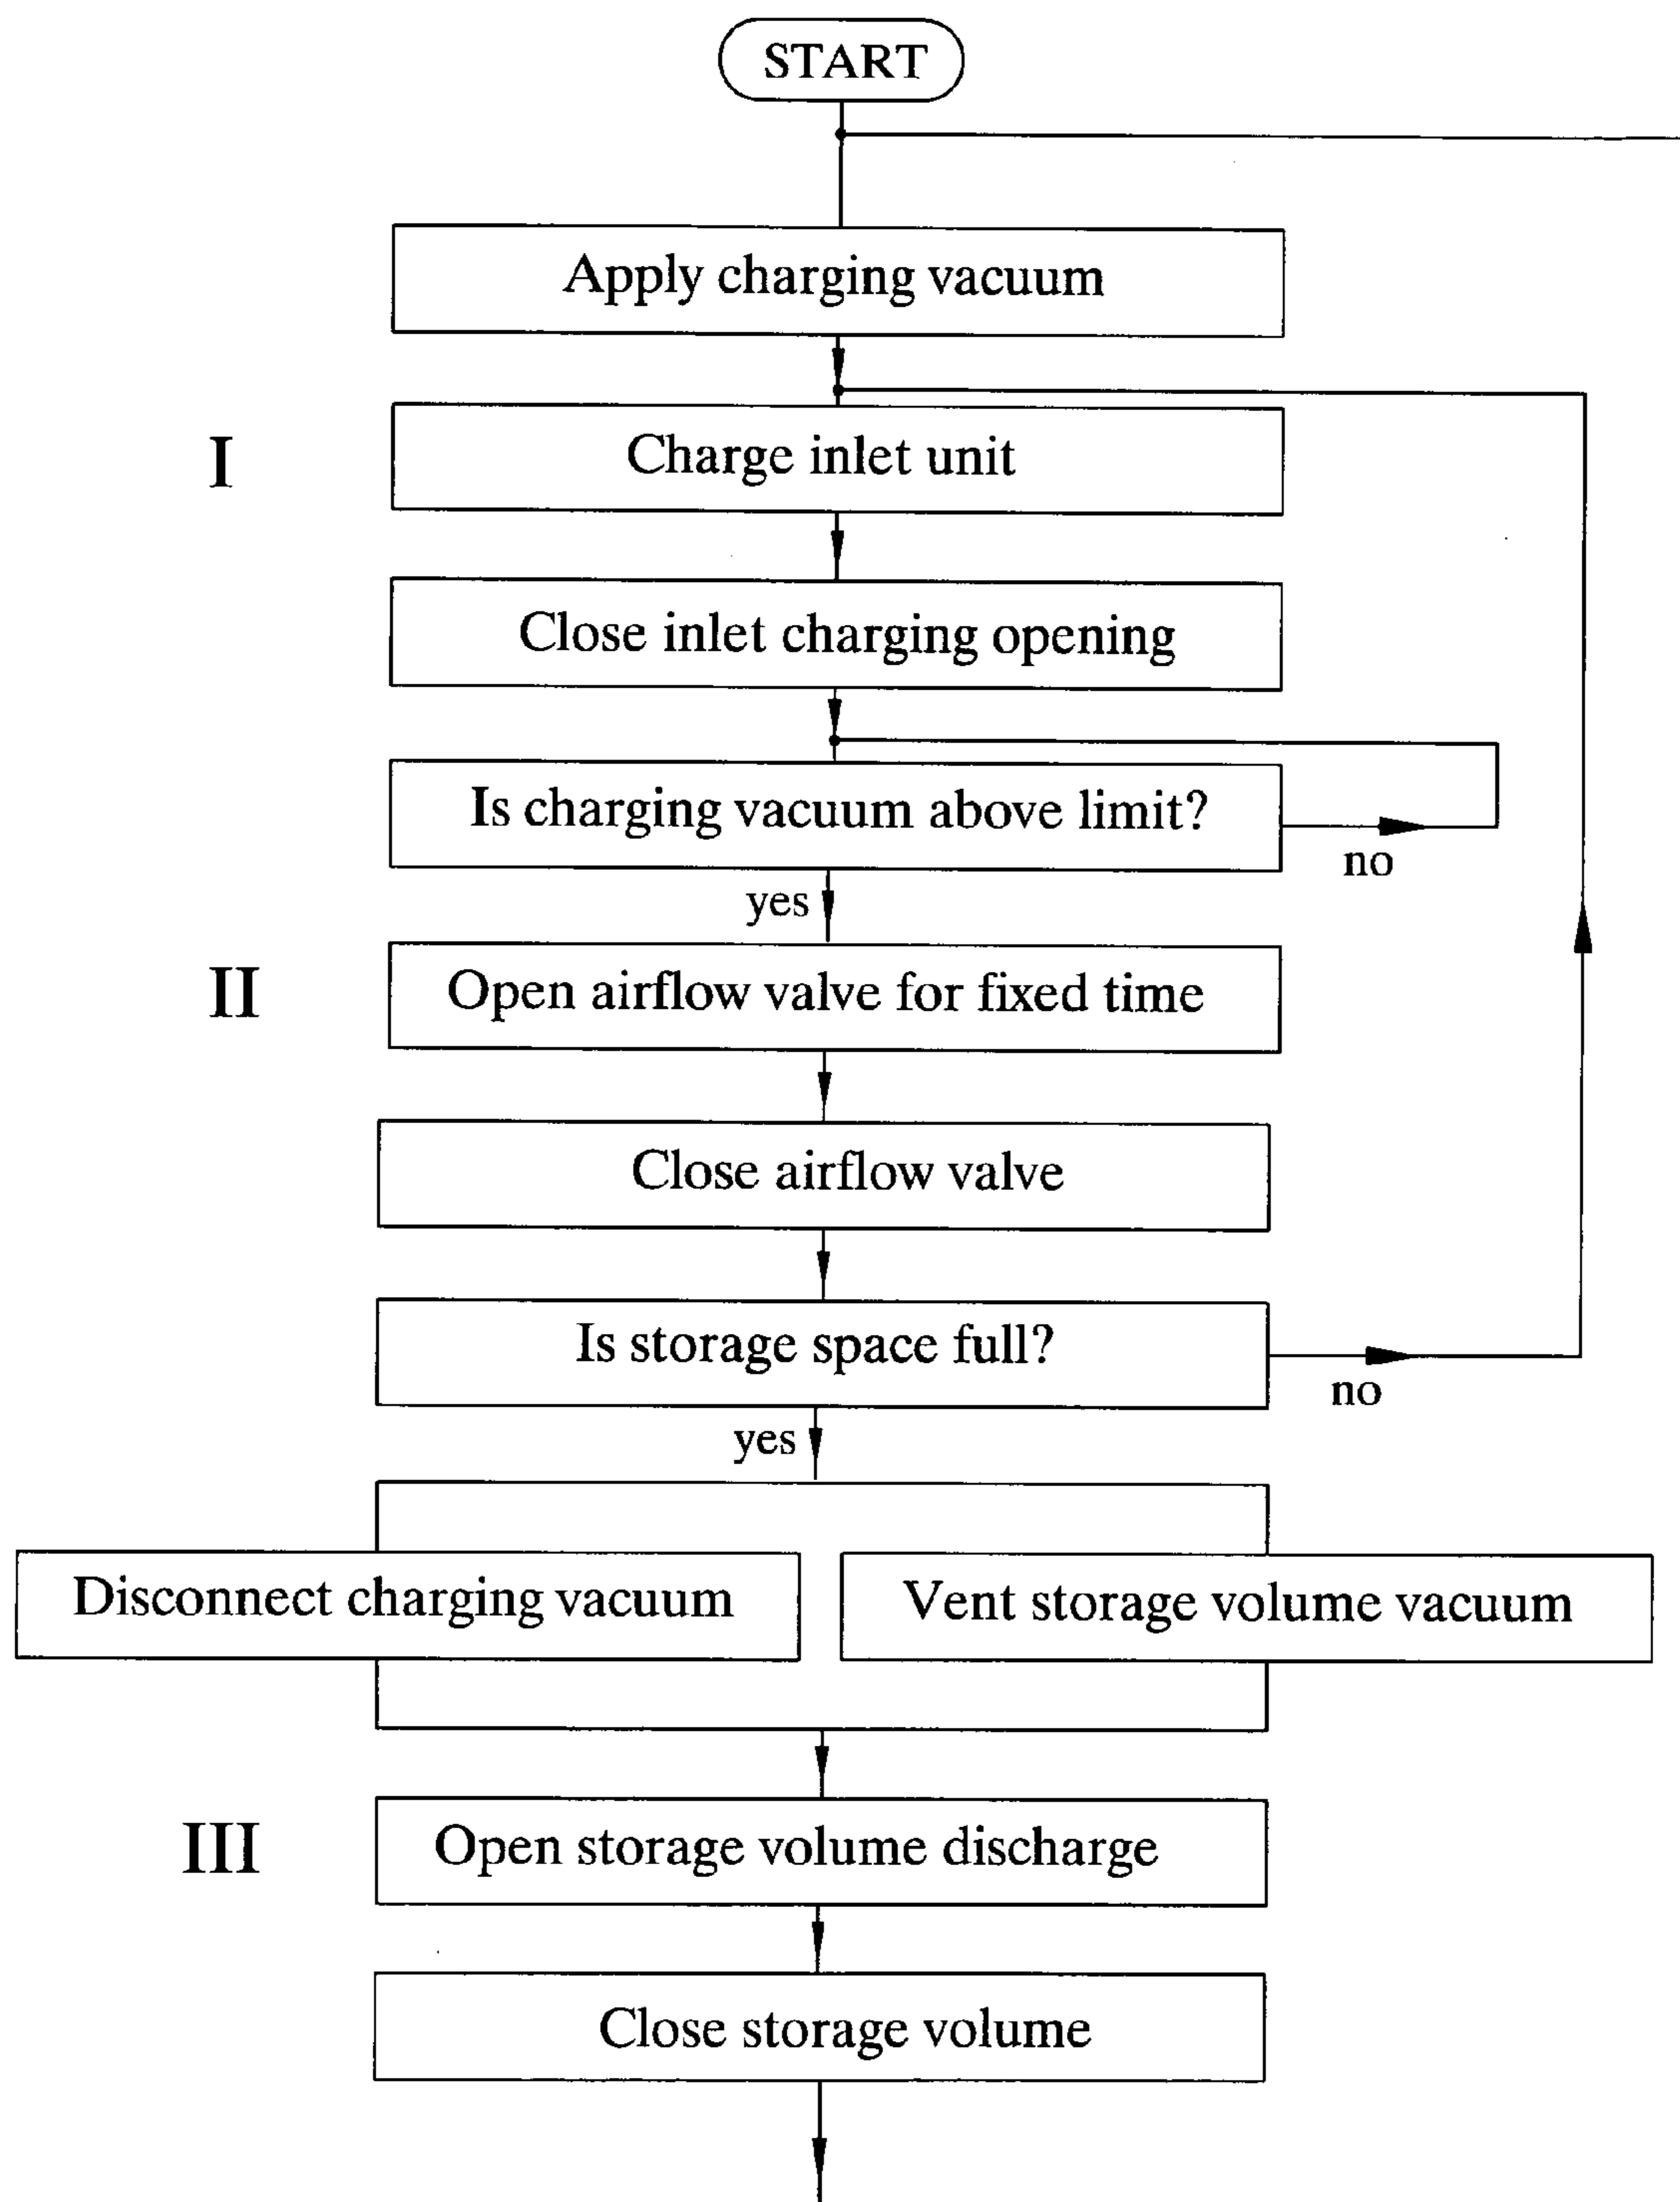 START
Apply charging vacuum
I
Charge inlet unit
Close inlet charging opening
Is charging vacuum above limit?
no
yes
II
Open airflow valve for fixed time
Close airflow valve
Is storage space full?
no
yes
Disconnect charging vacuum
Vent storage volume vacuum
III
Open storage volume discharge
Close storage volume